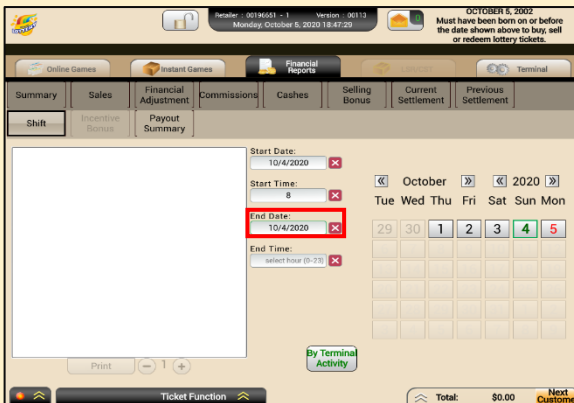 Retailer : 00196651 - 1 Version : 00113
Monday, October 5, 2020 18:47:29
OCTOBER 5, 2002
Must have been born on or before
the date shown above to buy, sell
or redeem lottery tickets.
Online Games
Instant Games
Financial
Reports
Terminal
Summary
Sales
Financial
Adjustment
Commissions
Cashes
Selling
Bonus
Current
Settlement
Previous
Settlement
Shift
Incentive
Bonus
Payout
Summary
Start Date:
10/4/2020
Start Time:
8
End Date:
10/4/2020
End Time:
select hour (0-23)
October 2020
Tue Wed Thu Fri Sat Sun Mon
29 30 1 2 3 4 5
Print
1
By Terminal
Activity
Ticket Function
Total: $0.00
Next
Custome